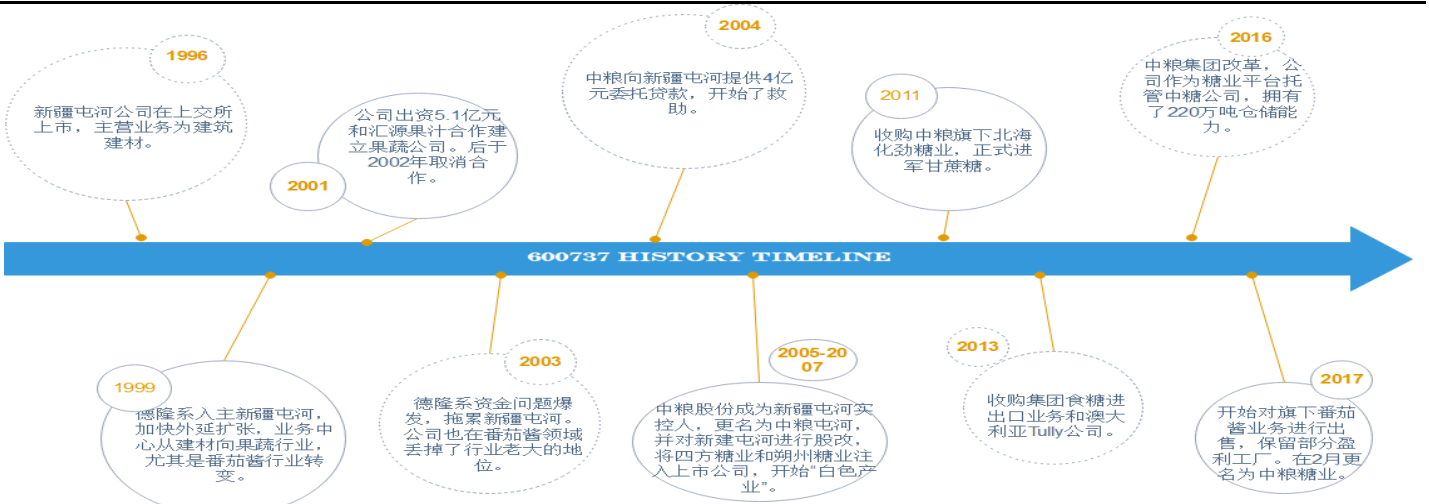 1996
新疆屯河公司在上交所
上市，主营业务为建筑
建材。
2001
公司出资5.1亿元
和汇源果汁合作建
立果蔬公司。后于
2002年取消合
作。
2004
中粮向新疆屯河提供4亿
元委托贷款，开始了救
助。
2011
收购中粮旗下北海
华劲糖业，正式进
军甘蔗糖。
2016
中粮集团改革，公
司作为糖业平台托
管中糖公司，拥有
了220万吨仓储能
力。
600737 HISTORY TIMELINE
1999
德隆系入主新疆屯河，
加快外延扩张，业务中
心从建材向果蔬行业，
尤其是番茄酱行业转
变。
2003
德隆系资金问题爆
发，拖累新疆屯河。
公司也在番茄酱领域
丢掉了行业老大的地
位。
2005-20
07
中粮股份成为新疆屯河实
控人，更名为中粮屯河，
并对新建屯河进行股改，
将四方糖业和朔州糖业注
入上市公司，开始“白色产
业”。
2013
收购集团食糖进
出口业务和澳大
利亚Tully公司。
2017
开始对旗下番茄
酱业务进行出
售，保留部分盈
利工厂。在2月更
名为中粮糖业。